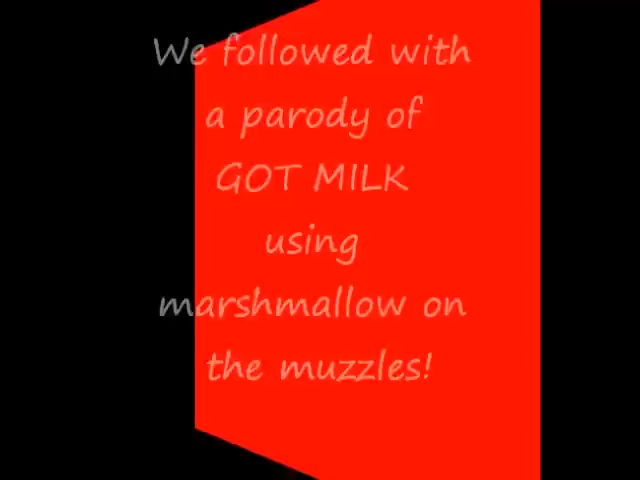 We followed with
a parody of
GOT MILK
using
marshmallow on
the muzzles!